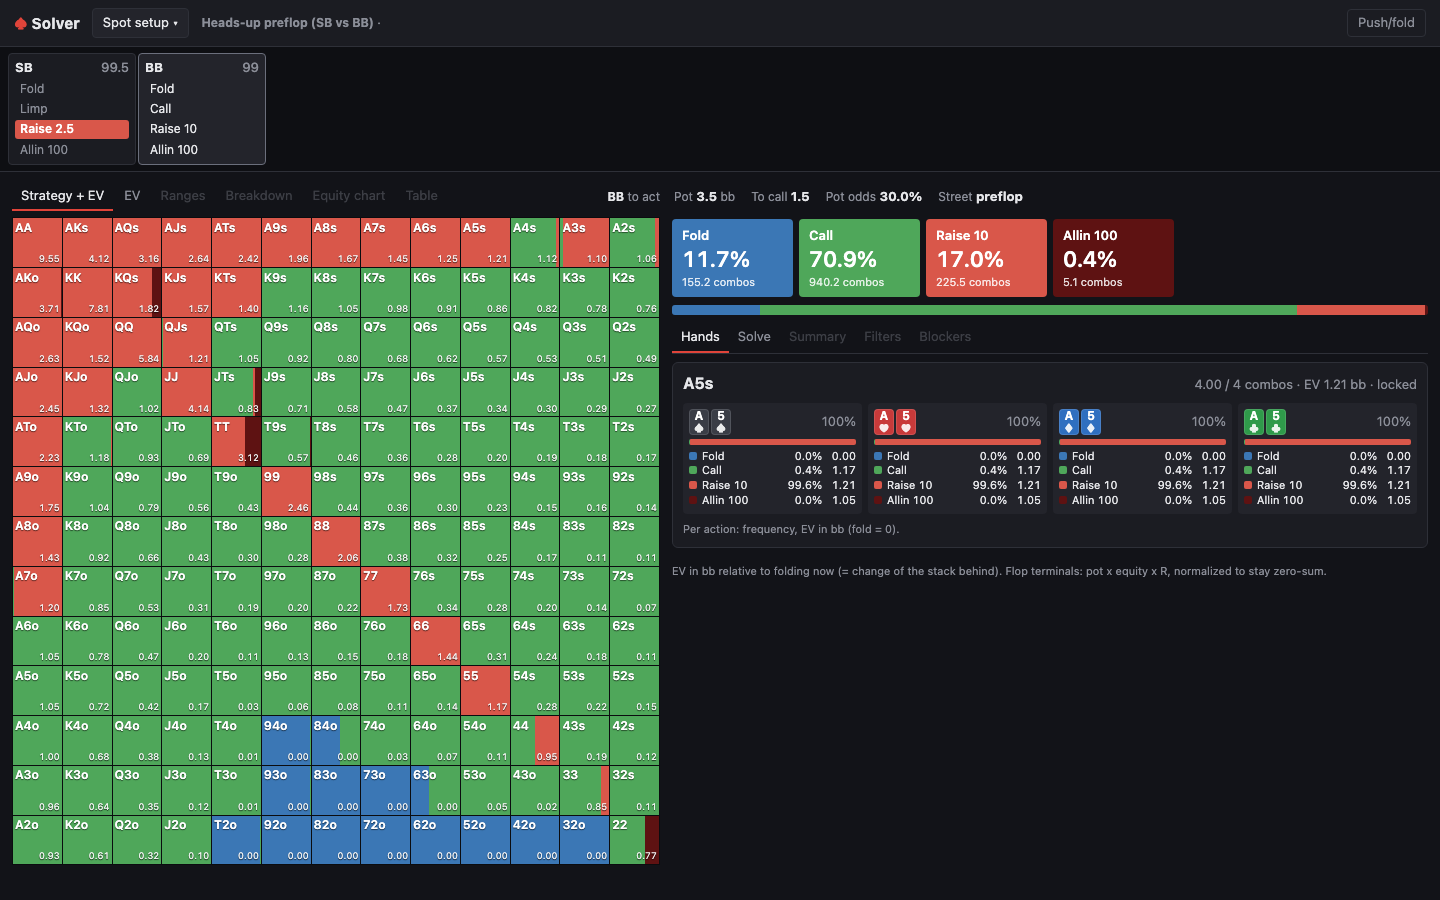 Solver
Spot setup ▾
Heads-up preflop (SB vs BB) ·
Push/fold
SB 99.5
Fold
Limp
Raise 2.5
Allin 100
BB 99
Fold
Call
Raise 10
Allin 100
Strategy + EV EV Ranges Breakdown Equity chart Table
BB to act Pot 3.5 bb To call 1.5 Pot odds 30.0% Street preflop
AA AKs AQs AJs ATs A9s A8s A7s A6s A5s A4s A3s A2s
9.55 4.12 3.16 2.64 2.42 1.96 1.67 1.45 1.25 1.21 1.12 1.10 1.06
AKo KK KQs KJs KTs K9s K8s K7s K6s K5s K4s K3s K2s
3.71 7.81 1.82 1.57 1.40 1.16 1.05 0.98 0.91 0.86 0.82 0.78 0.76
AQo KQo QQ QJs QTs Q9s Q8s Q7s Q6s Q5s Q4s Q3s Q2s
2.63 1.52 5.84 1.21 1.05 0.92 0.80 0.68 0.62 0.57 0.53 0.51 0.49
AJo KJo QJo JJ JTs J9s J8s J7s J6s J5s J4s J3s J2s
2.45 1.32 1.02 4.14 0.83 0.71 0.58 0.47 0.37 0.34 0.30 0.29 0.27
ATo KTo QTo JTo TT T9s T8s T7s T6s T5s T4s T3s T2s
2.23 1.18 0.93 0.69 3.12 0.57 0.46 0.36 0.28 0.20 0.19 0.18 0.17
A9o K9o Q9o J9o T9o 99 98s 97s 96s 95s 94s 93s 92s
1.75 1.04 0.79 0.56 0.43 2.46 0.44 0.36 0.30 0.23 0.15 0.16 0.14
A8o K8o Q8o J8o T8o 98o 88 87s 86s 85s 84s 83s 82s
1.43 0.92 0.66 0.43 0.30 0.28 2.06 0.38 0.32 0.25 0.17 0.11 0.11
A7o K7o Q7o J7o T7o 97o 87o 77 76s 75s 74s 73s 72s
1.20 0.85 0.53 0.31 0.19 0.20 0.22 1.73 0.34 0.28 0.20 0.14 0.07
A6o K6o Q6o J6o T6o 96o 86o 76o 66 65s 64s 63s 62s
1.05 0.78 0.47 0.20 0.11 0.13 0.15 0.18 1.44 0.31 0.24 0.18 0.11
A5o K5o Q5o J5o T5o 95o 85o 75o 65o 55 54s 53s 52s
1.05 0.72 0.42 0.17 0.03 0.06 0.08 0.11 0.14 1.17 0.28 0.22 0.15
A4o K4o Q4o J4o T4o 94o 84o 74o 64o 54o 44 43s 42s
1.00 0.68 0.38 0.13 0.01 0.00 0.00 0.03 0.07 0.11 0.95 0.19 0.12
A3o K3o Q3o J3o T3o 93o 83o 73o 63o 53o 43o 33 32s
0.96 0.64 0.35 0.12 0.01 0.00 0.00 0.00 0.00 0.05 0.02 0.85 0.11
A2o K2o Q2o J2o T2o 92o 82o 72o 62o 52o 42o 32o 22
0.93 0.61 0.32 0.10 0.00 0.00 0.00 0.00 0.00 0.00 0.00 0.00 0.77
Fold
11.7%
155.2 combos
Call
70.9%
940.2 combos
Raise 10
17.0%
225.5 combos
Allin 100
0.4%
5.1 combos
Hands Solve Summary Filters Blockers
A5s 4.00 / 4 combos · EV 1.21 bb · locked
A♠ 5♠ 100%
Fold 0.0% 0.00
Call 0.4% 1.17
Raise 10 99.6% 1.21
Allin 100 0.0% 1.05
A♥ 5♥ 100%
Fold 0.0% 0.00
Call 0.4% 1.17
Raise 10 99.6% 1.21
Allin 100 0.0% 1.05
A♦ 5♦ 100%
Fold 0.0% 0.00
Call 0.4% 1.17
Raise 10 99.6% 1.21
Allin 100 0.0% 1.05
A♣ 5♣ 100%
Fold 0.0% 0.00
Call 0.4% 1.17
Raise 10 99.6% 1.21
Allin 100 0.0% 1.05
Per action: frequency, EV in bb (fold = 0).
EV in bb relative to folding now (= change of the stack behind). Flop terminals: pot x equity x R, normalized to stay zero-sum.